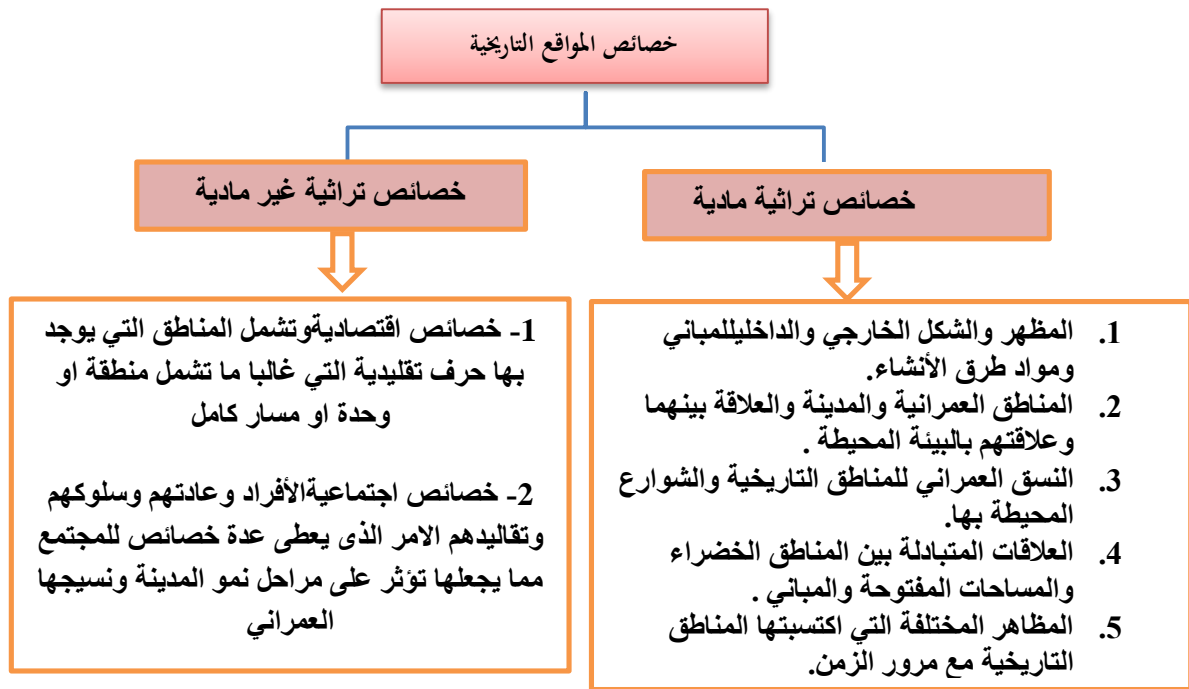 خصائص المواقع التاريخية
خصائص تراثية مادية
خصائص تراثية غير مادية
1. المظهر والشكل الخارجي والداخليللمباني
ومواد طرق الأنشاء.
2. المناطق العمرانية والمدينة والعلاقة بينهما
وعلاقتهم بالبيئة المحيطة .
3. النسق العمراني للمناطق التاريخية والشوارع
المحيطة بها.
4. العلاقات المتبادلة بين المناطق الخضراء
والمساحات المفتوحة والمباني .
5. المظاهر المختلفة التي اكتسبتها المناطق
التاريخية مع مرور الزمن.
1- خصائص اقتصاديةوتشمل المناطق التي يوجد
بها حرف تقليدية التي غالبا ما تشمل منطقة او
وحدة او مسار كامل
2- خصائص اجتماعيةالأفراد وعادتهم وسلوكهم
وتقاليدهم الامر الذى يعطى عدة خصائص للمجتمع
مما يجعلها تؤثر على مراحل نمو المدينة ونسيجها
العمراني